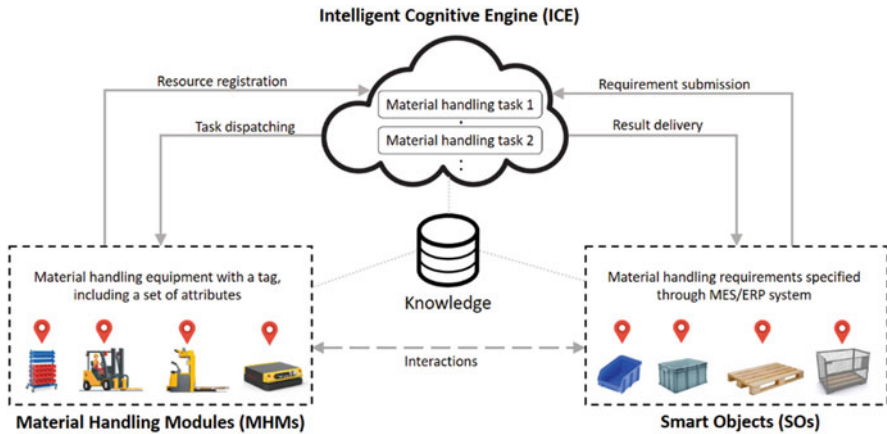 Intelligent Cognitive Engine (ICE)
Resource registration
Requirement submission
Material handling task 1
Task dispatching
Material handling task 2
Result delivery
Material handling equipment with a tag,
including a set of attributes
Knowledge
Material handling requirements specified
through MES/ERP system
Interactions
Material Handling Modules (MHMs)
Smart Objects (SOs)